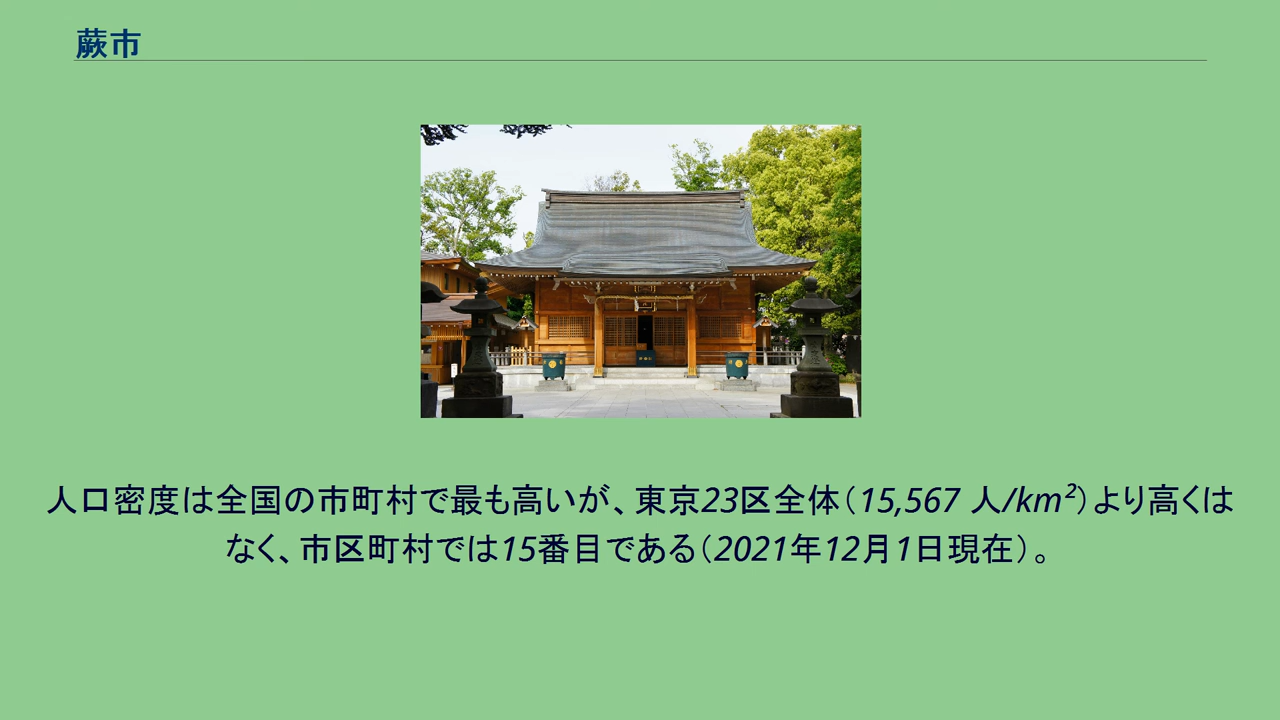 蕨市
人口密度は全国の市町村で最も高いが、東京23区全体（15,567 人/km²）より高くは
なく、市区町村では15番目である（2021年12月1日現在）。